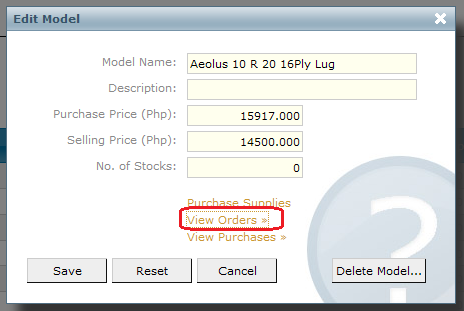 Edit Model
Model Name: Aeolus 10 R 20 16Ply Lug
Description:
Purchase Price (Php): 15917.000
Selling Price (Php): 14500.000
No. of Stocks: 0
Purchase Supplies
View Orders »
View Purchases »
Save Reset Cancel Delete Model...